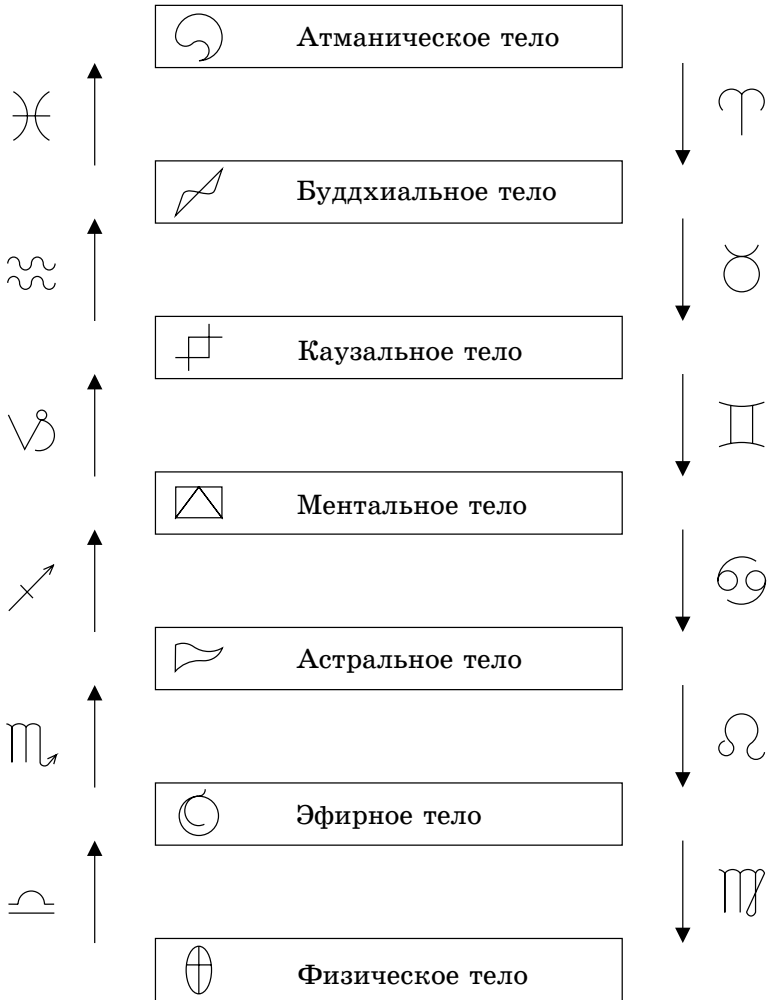 Атманическое тело
Буддхиальное тело
Каузальное тело
Ментальное тело
Астральное тело
Эфирное тело
Физическое тело